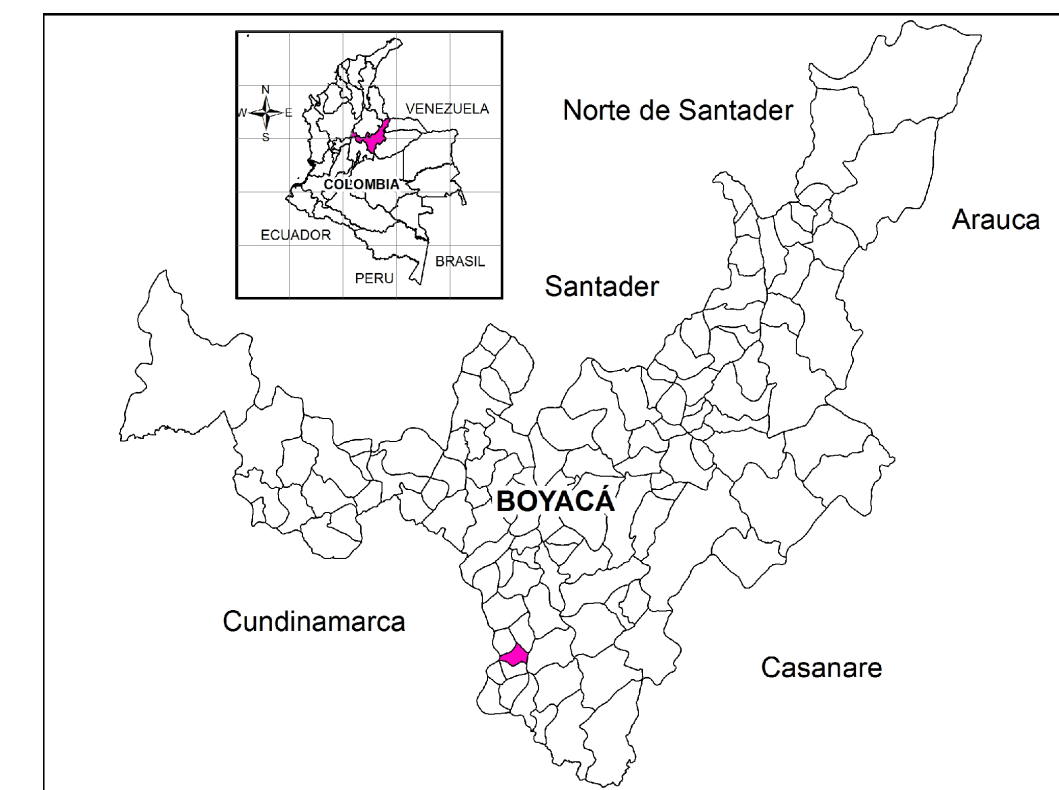 N
W E
S
VENEZUELA
COLOMBIA
ECUADOR
PERU
BRASIL
Norte de Santader
Arauca
Santader
BOYACÁ
Cundinamarca
Casanare